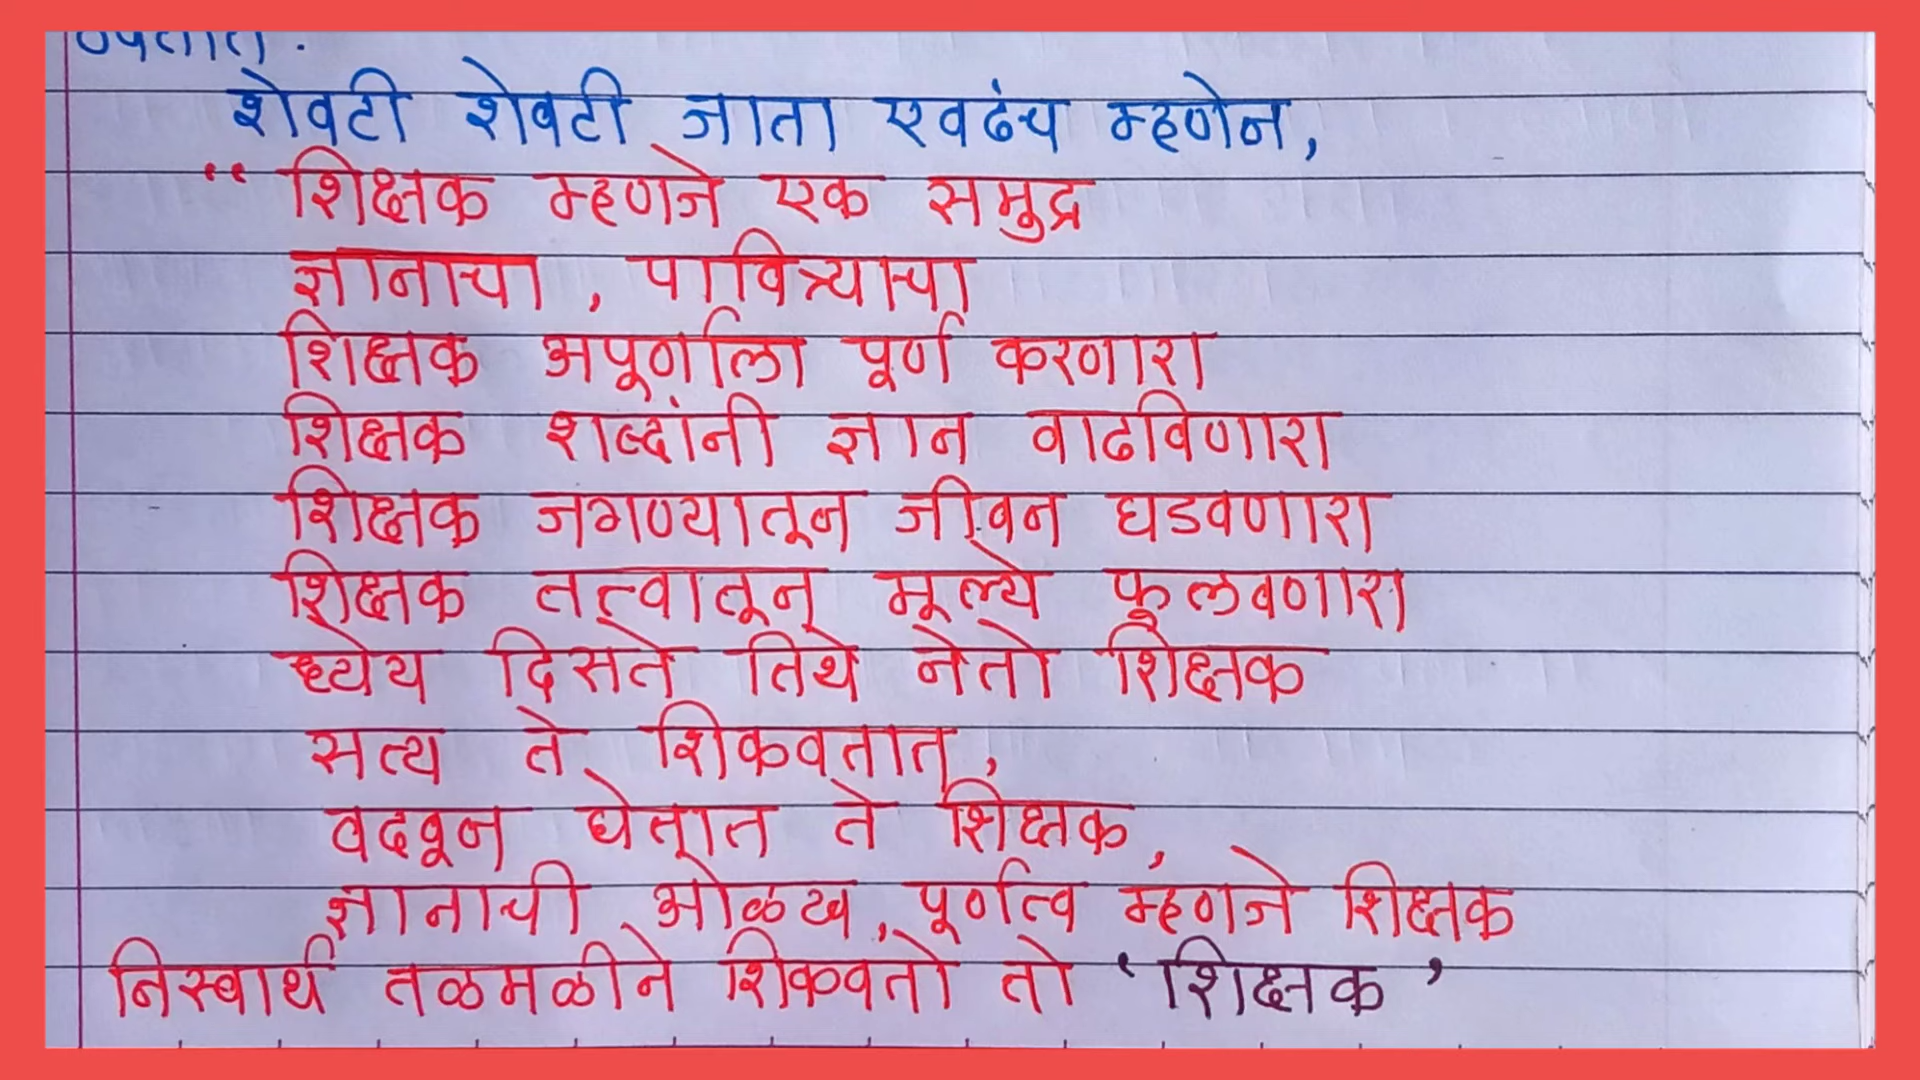 शेवटी शेवटी जाता एवढंच म्हणेन,
“ शिक्षक म्हणजे एक समुद्र
ज्ञानाचा , पावित्र्याचा
शिक्षक अपूर्णाला पूर्ण करणारा
शिक्षक शब्दांनी ज्ञान वाढविणारा
शिक्षक जगण्यातून जीवन घडवणारा
शिक्षक तत्त्वातून मूल्ये फुलवणारा
ध्येय दिसते तिथे नेतो शिक्षक
सत्य ते शिकवतात,
वदवून घेतात ते शिक्षक,
ज्ञानाची ओळख, पूर्णत्व म्हणजे शिक्षक
निस्वार्थ तळमळीने शिकवतो तो ‘शिक्षक’